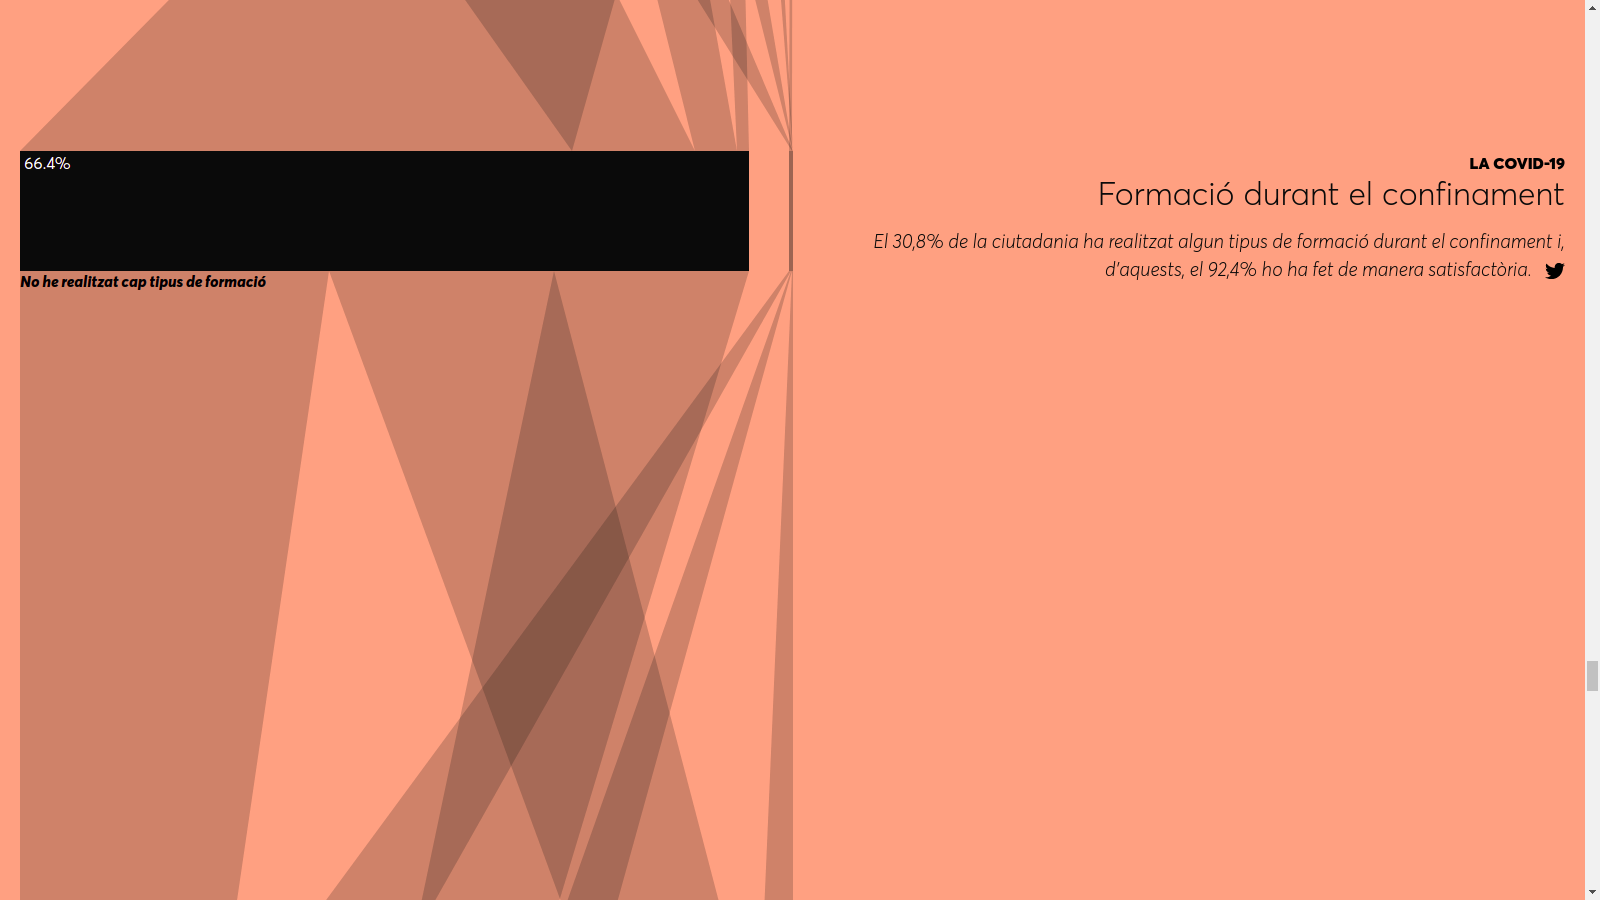 66.4%
No he realitzat cap tipus de formació
LA COVID-19
Formació durant el confinament
El 30,8% de la ciutadania ha realitzat algun tipus de formació durant el confinament i,
d'aquests, el 92,4% ho ha fet de manera satisfactòria.